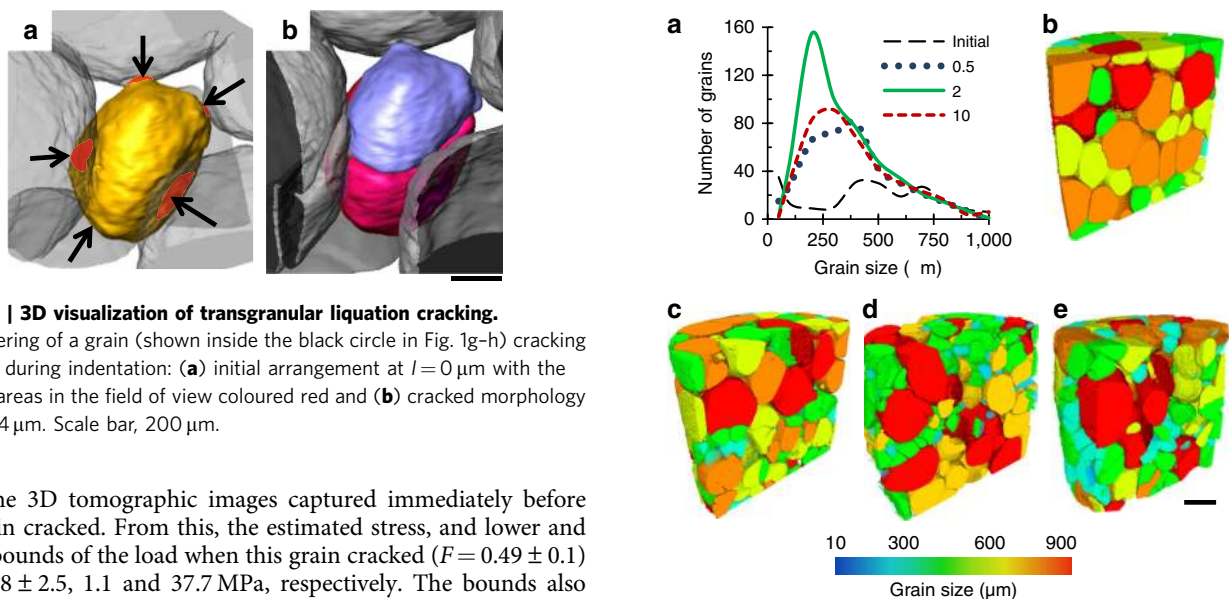 a
b
| 3D visualization of transgranular liquation cracking.
ering of a grain (shown inside the black circle in Fig. 1g–h) cracking
during indentation: (a) initial arrangement at l = 0 μm with the
areas in the field of view coloured red and (b) cracked morphology
4 μm. Scale bar, 200 μm.
ne 3D tomographic images captured immediately before
in cracked. From this, the estimated stress, and lower and
bounds of the load when this grain cracked (F = 0.49 ± 0.1)
8 ± 2.5, 1.1 and 37.7 MPa, respectively. The bounds also
a
160
120
80
40
0
Number of grains
Initial
0.5
2
10
0 250 500 750 1,000
Grain size ( m)
b
c
d
e
10 300 600 900
Grain size (μm)